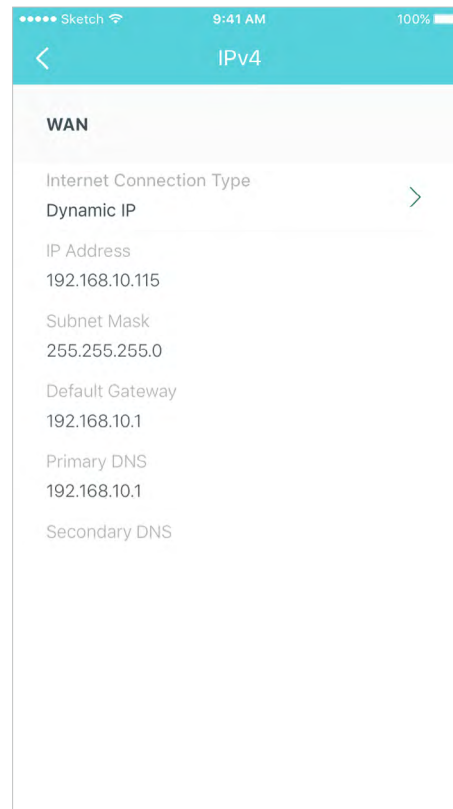 Sketch 9:41 AM 100%
IPv4
WAN
Internet Connection Type
Dynamic IP
IP Address
192.168.10.115
Subnet Mask
255.255.255.0
Default Gateway
192.168.10.1
Primary DNS
192.168.10.1
Secondary DNS